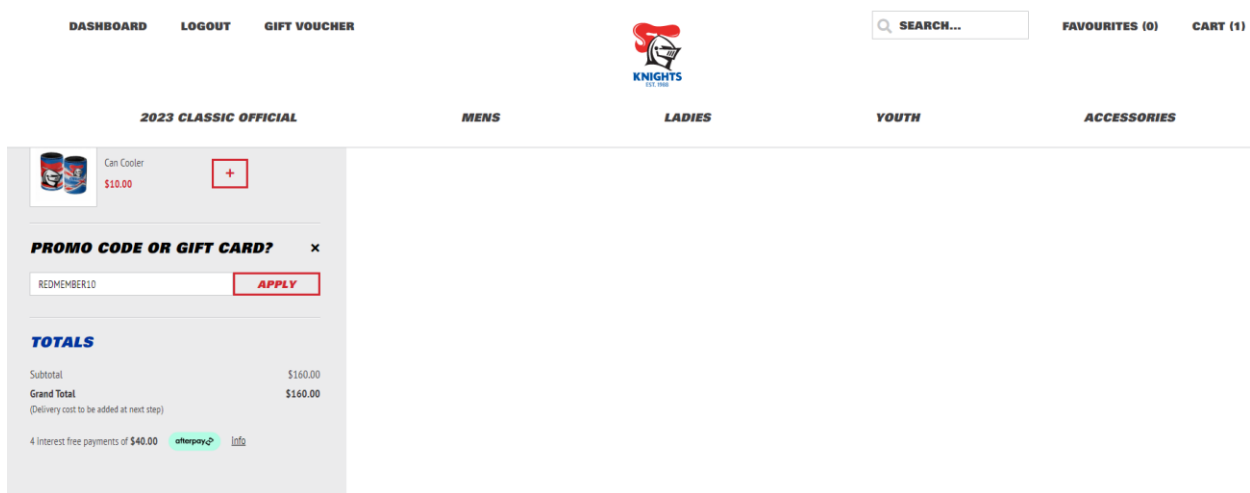 DASHBOARD LOGOUT GIFT VOUCHER
SEARCH...
FAVOURITES (0) CART (1)
KNIGHTS
EST. 1988
2023 CLASSIC OFFICIAL MENS LADIES YOUTH ACCESSORIES
Can Cooler
$10.00
+
PROMO CODE OR GIFT CARD? ×
REDMEMBER10 APPLY
TOTALS
Subtotal $160.00
Grand Total $160.00
(Delivery cost to be added at next step)
4 interest free payments of $40.00 afterpay Info